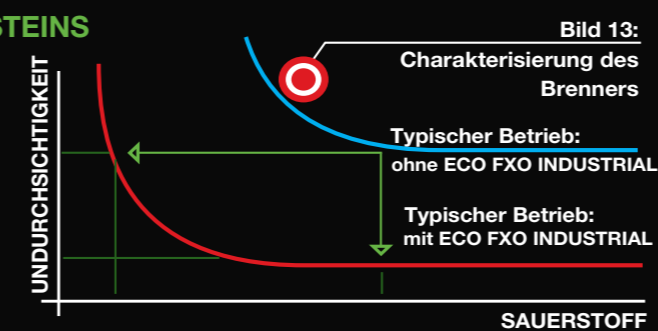 STEINS
Bild 13:
Charakterisierung des
Brenners
UNDURCHSICHTIGKEIT
Typischer Betrieb:
ohne ECO FXO INDUSTRIAL
Typischer Betrieb:
mit ECO FXO INDUSTRIAL
SAUERSTOFF